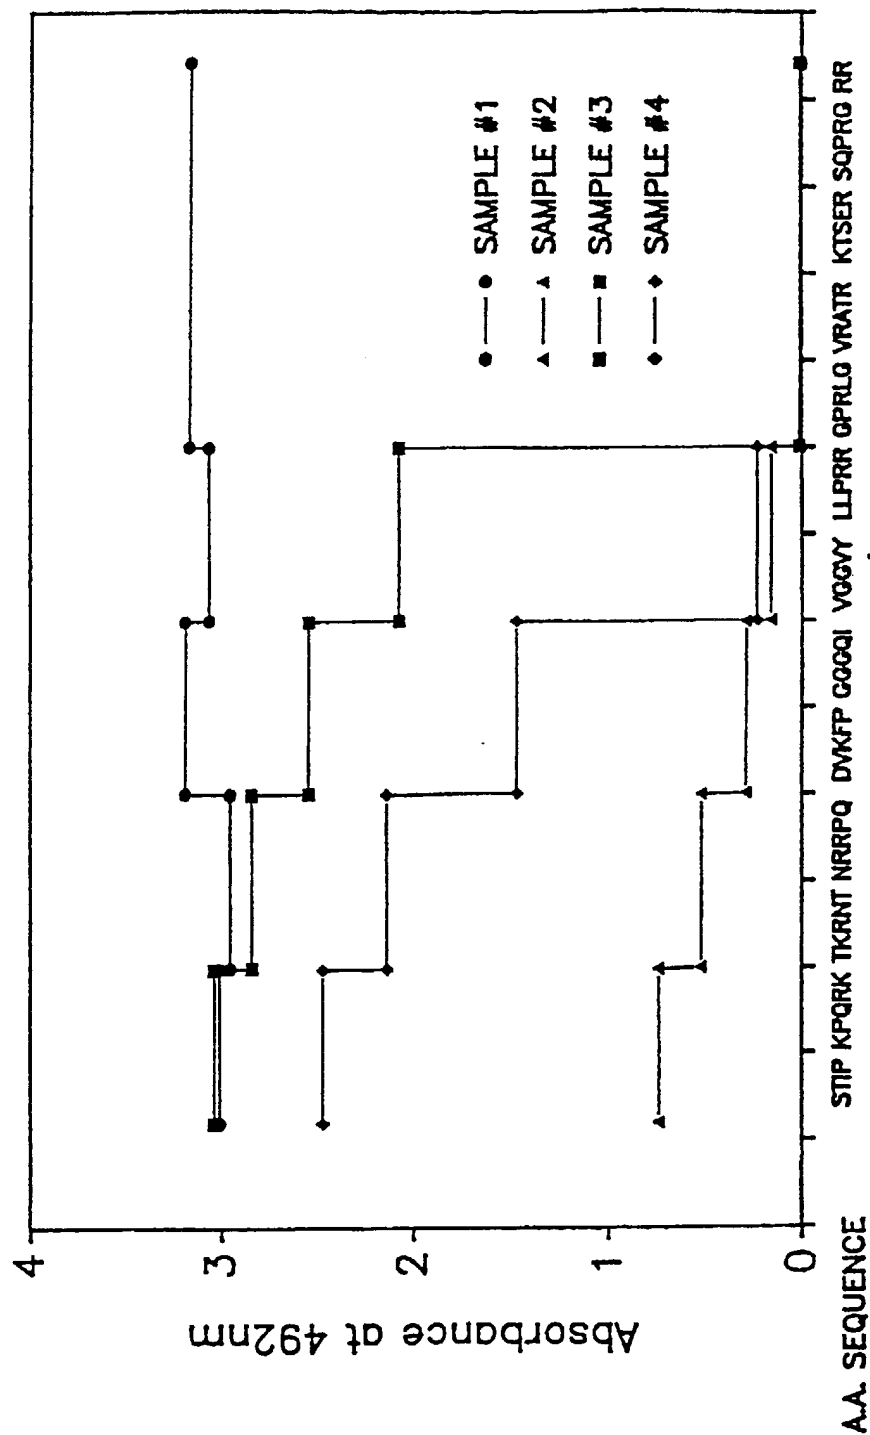 4
3
2
1
0
Absorbance at 492nm
SAMPLE #1
SAMPLE #2
SAMPLE #3
SAMPLE #4
A.A. SEQUENCE STIP KPQRK TKRNT NRRPQ DVKFP GGGQI VGGVY LLPRR GPRLG VRATR KTSER SQPRG RR